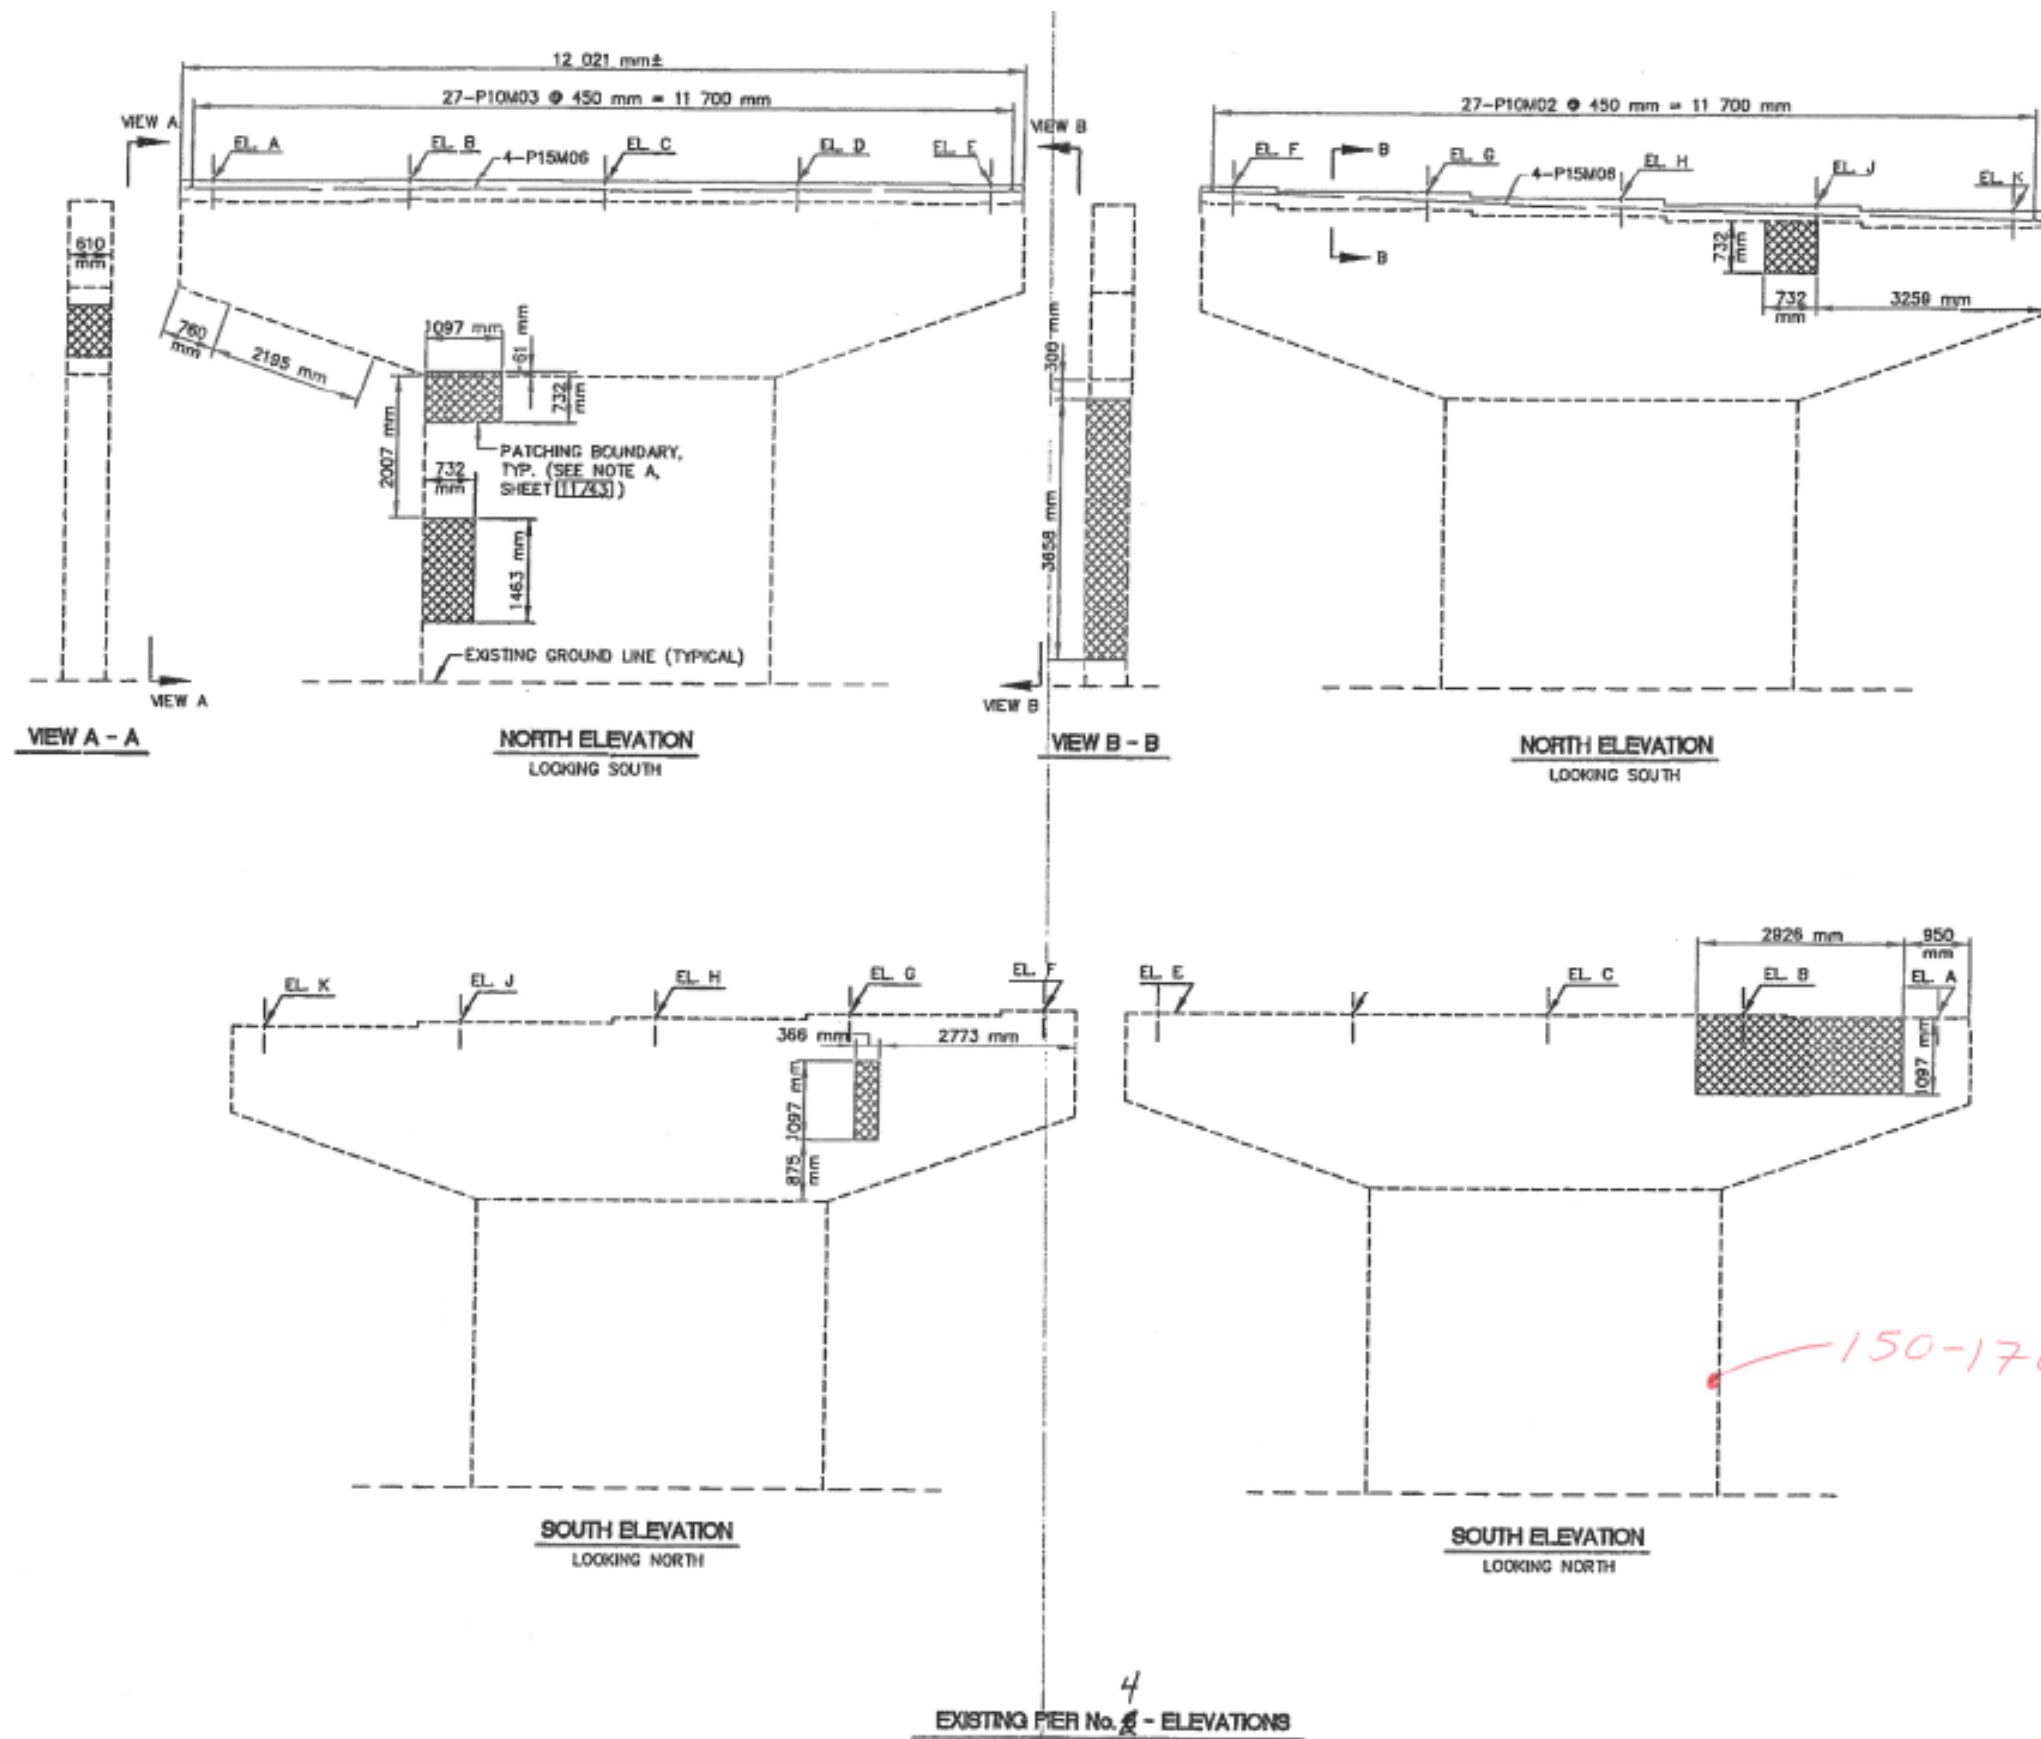 12 021 mm±
27-P10M03 @ 450 mm = 11 700 mm
VIEW A
EL. A
EL. B
4-P15M06
EL. C
EL. D
EL. E
610
mm
760
mm
2195 mm
1097 mm
61 mm
732
mm
2007 mm
PATCHING BOUNDARY,
TYP. (SEE NOTE A,
SHEET 11/43)
732
mm
1463 mm
EXISTING GROUND LINE (TYPICAL)
VIEW A
VIEW A - A
NORTH ELEVATION
LOOKING SOUTH
27-P10M02 @ 450 mm = 11 700 mm
VIEW B
EL. F
B
EL. G
4-P15M06
EL. H
EL. J
EL. K
B
732
mm
732
mm
3259 mm
300 mm
3658 mm
VIEW B
VIEW B - B
NORTH ELEVATION
LOOKING SOUTH
EL. K
EL. J
EL. H
EL. G
EL. F
366 mm
2773 mm
1097 mm
875
mm
SOUTH ELEVATION
LOOKING NORTH
2926 mm
950
mm
EL. E
EL. C
EL. B
EL. A
1097 mm
SOUTH ELEVATION
LOOKING NORTH
4
EXISTING PIER No. - ELEVATIONS